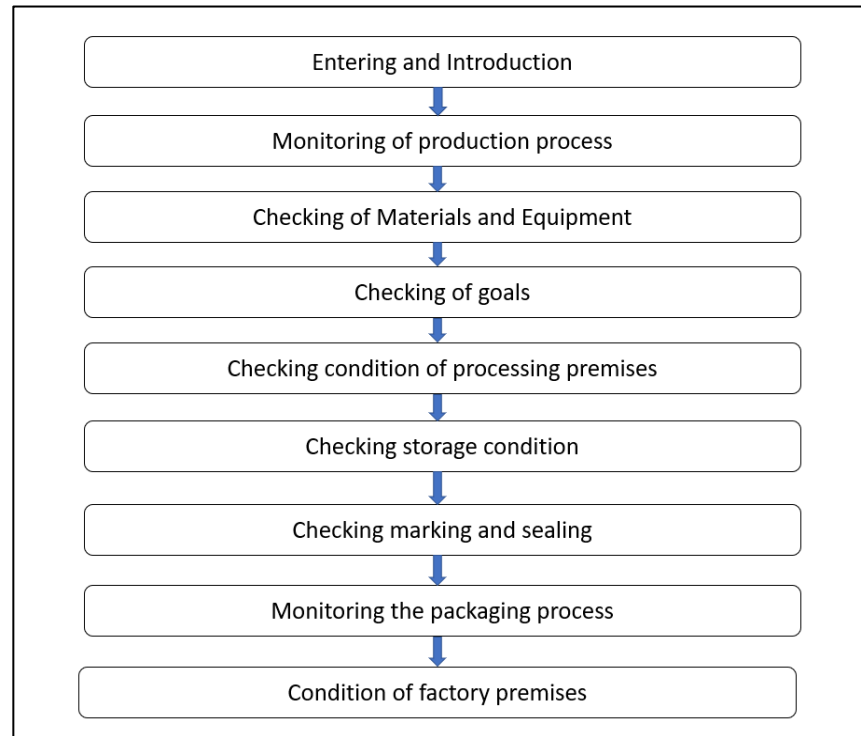 Entering and Introduction
Monitoring of production process
Checking of Materials and Equipment
Checking of goals
Checking condition of processing premises
Checking storage condition
Checking marking and sealing
Monitoring the packaging process
Condition of factory premises